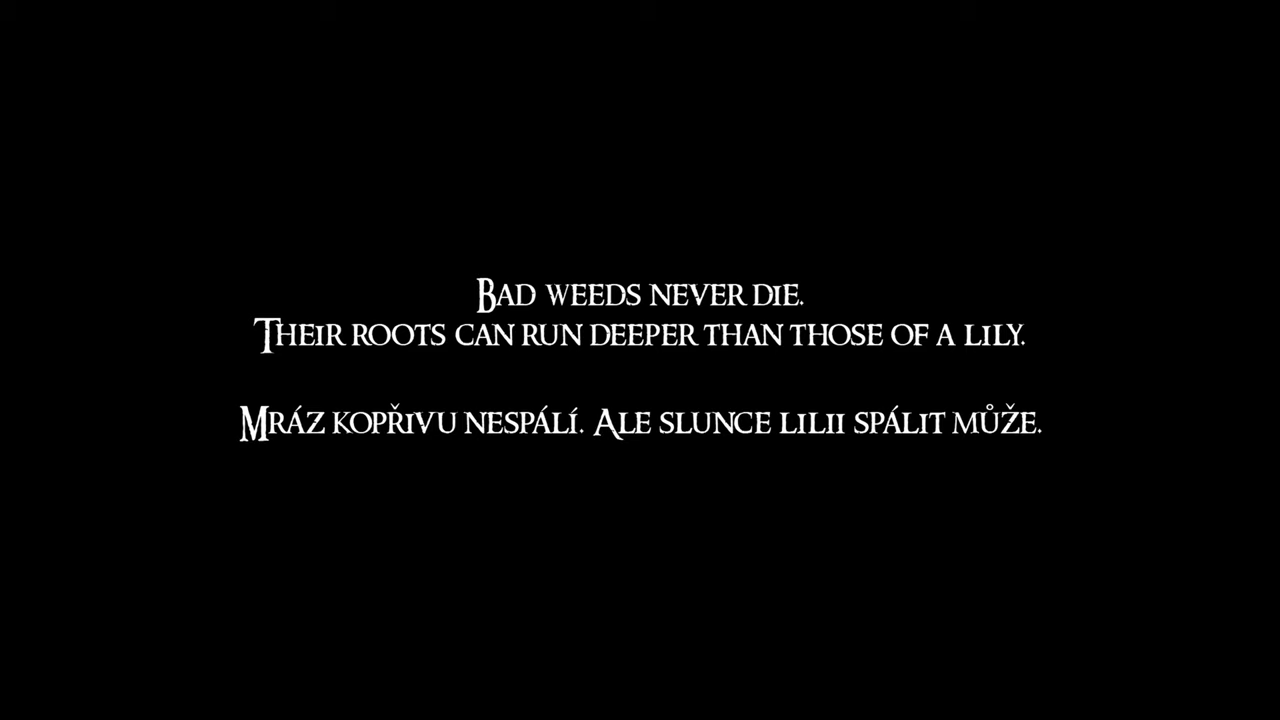 Bad weeds never die.
Their roots can run deeper than those of a lily.
Mráz kopřivu nespálí. Ale slunce lilii spálit může.